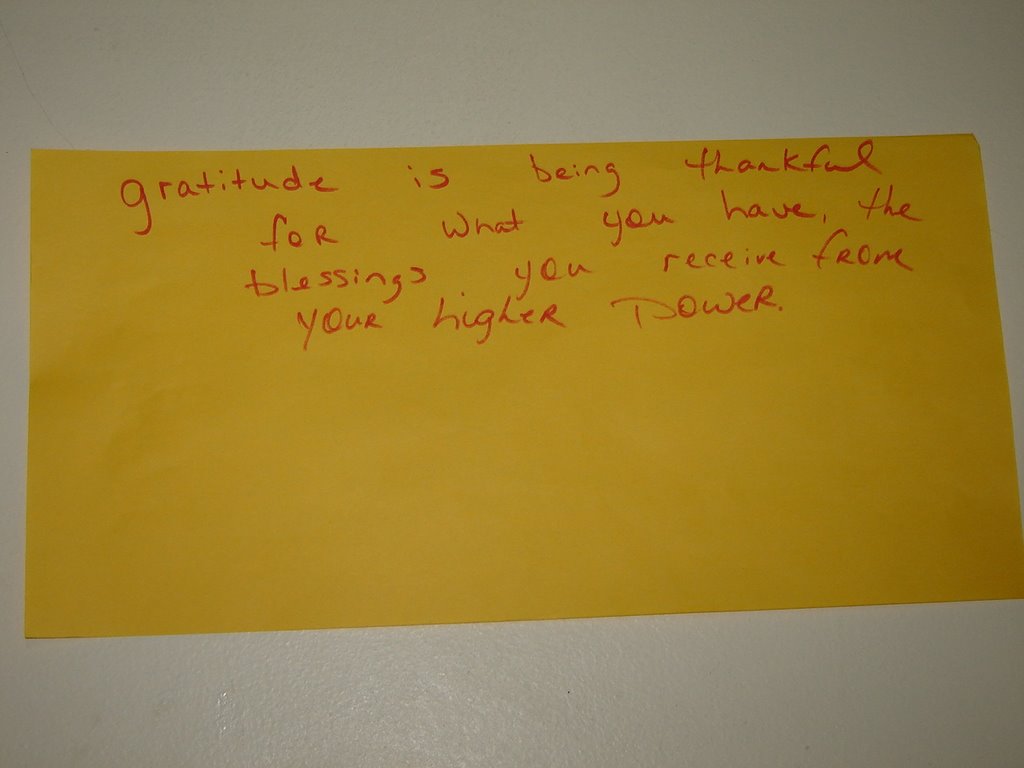 gratitude is being thankful
for what you have, the
blessings you receive from
your higher power.